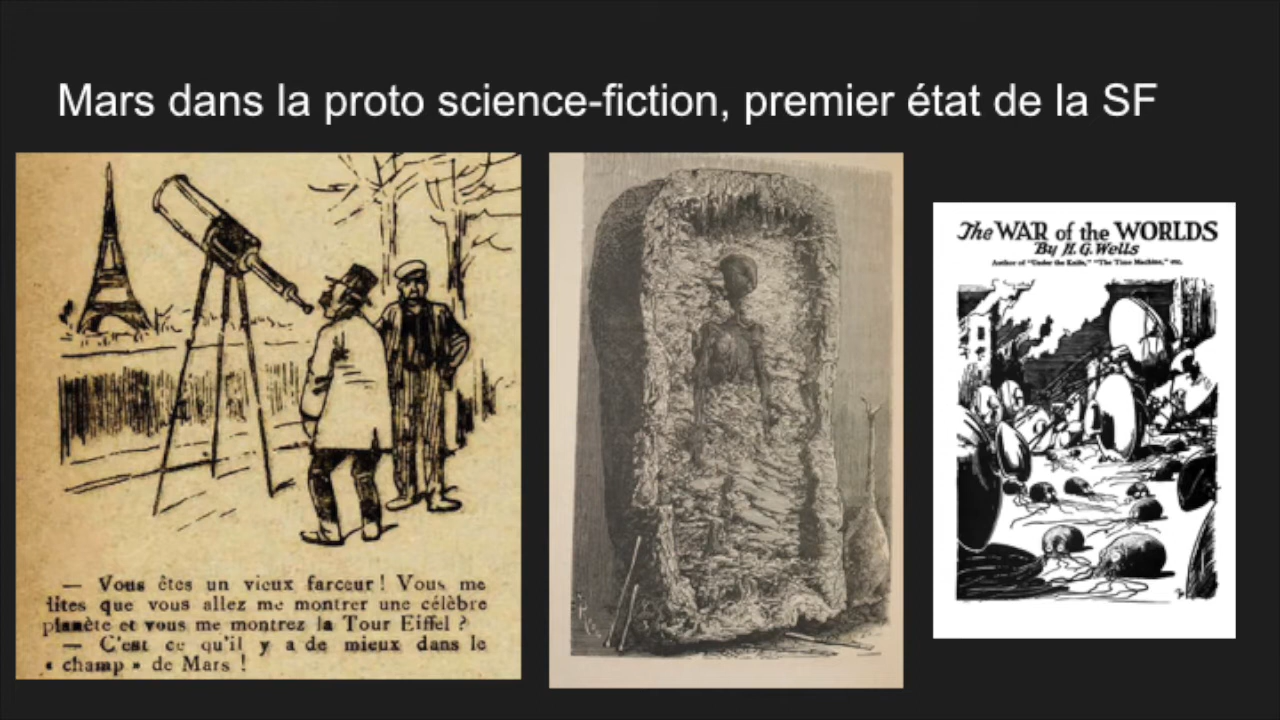 Mars dans la proto science-fiction, premier état de la SF
— Vous êtes un vieux farceur ! Vous me
dites que vous allez me montrer une célèbre
planète et vous me montrez la Tour Eiffel ?
— C'est ce qu'il y a de mieux dans le
« champ » de Mars !
The WAR of the WORLDS
By H. G. Wells
Author of "Under the Knife," "The Time Machine," etc.